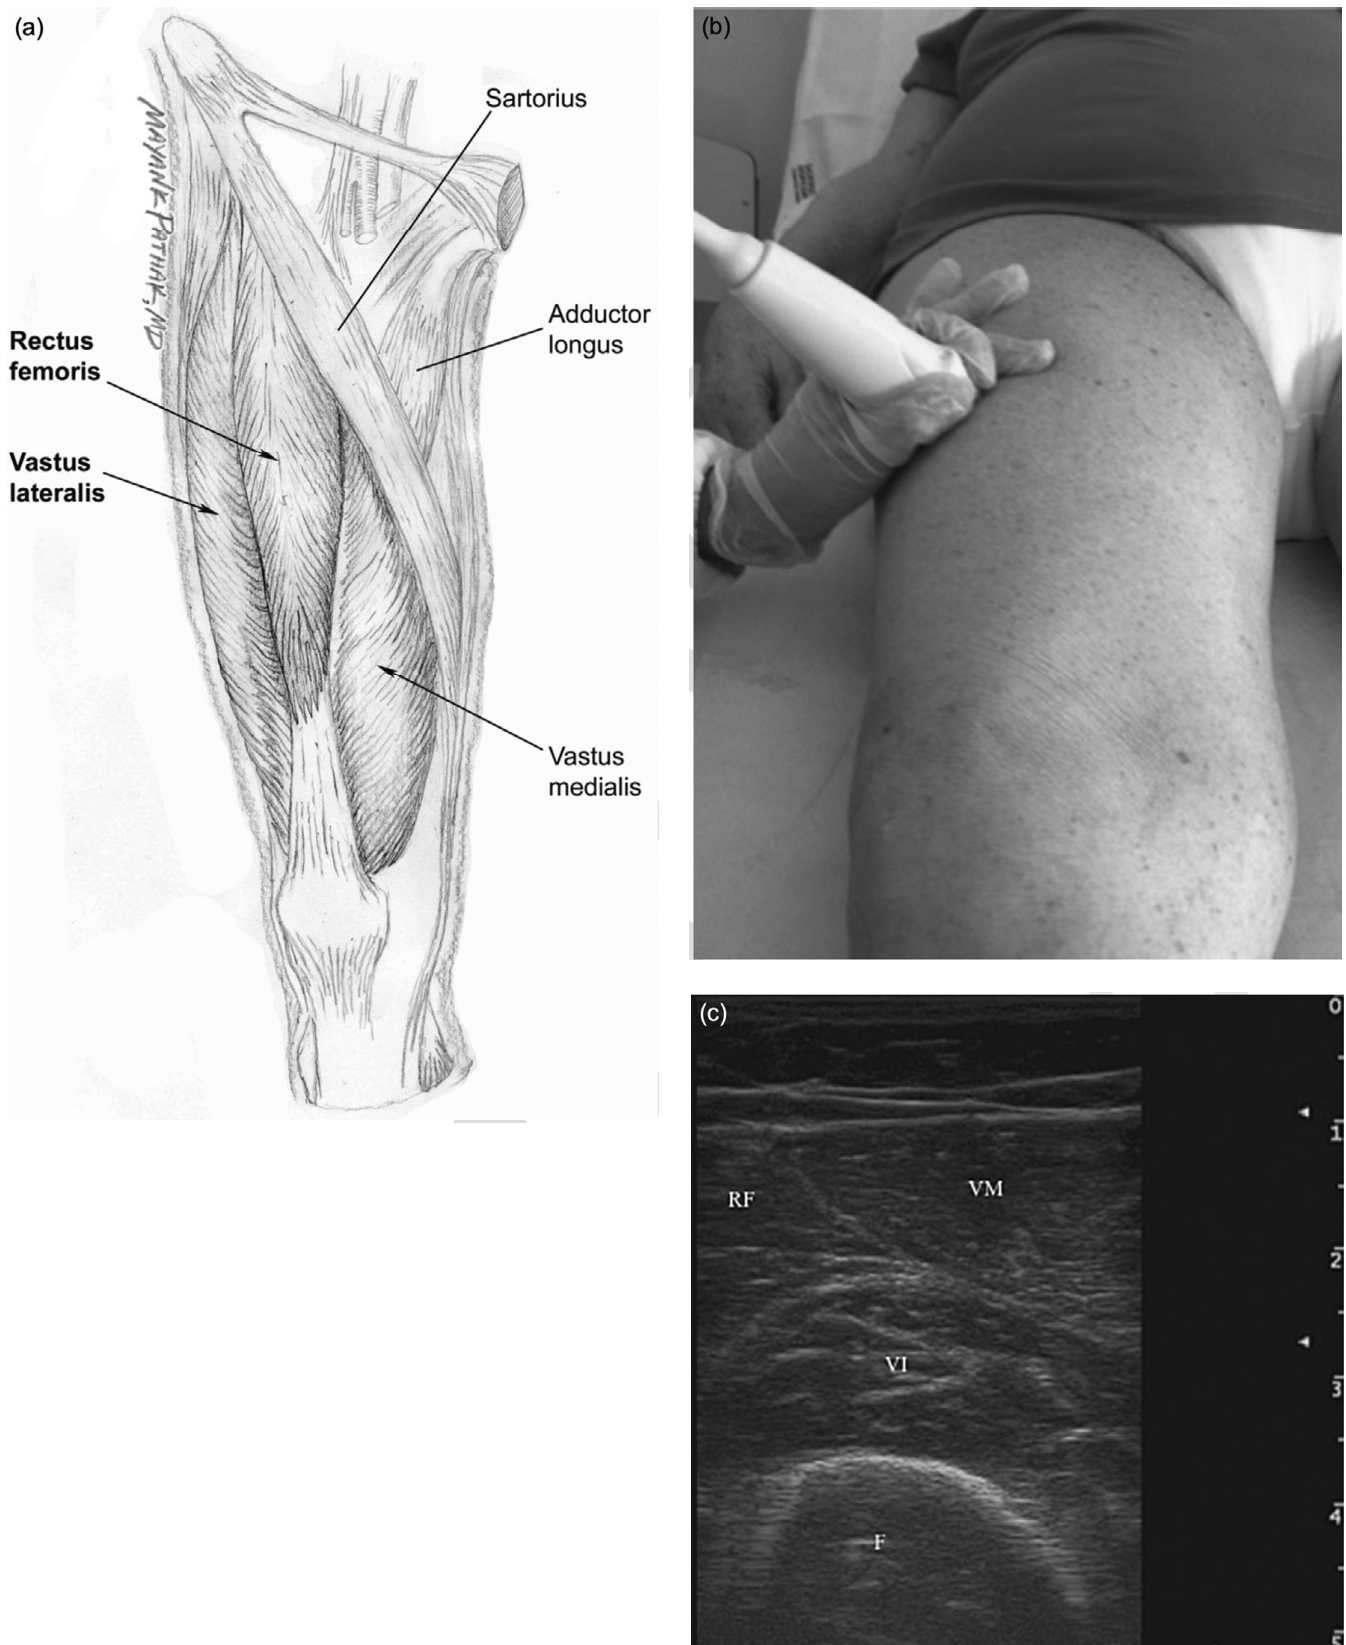 (a)
MAYANK PATHAK, MD
Sartorius
Adductor
longus
Rectus
femoris
Vastus
lateralis
Vastus
medialis
(b)
(c)
0
1
2
3
4
5
RF
VM
VI
F